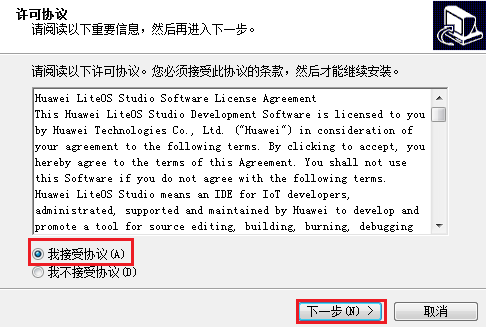 许可协议
请阅读以下重要信息，然后再进入下一步。
请阅读以下许可协议。您必须接受此协议的条款，然后才能继续安装。
Huawei LiteOS Studio Software License Agreement
This Huawei LiteOS Studio Development Software is licensed to you
by Huawei Technologies Co., Ltd. ("Huawei") in consideration of
your agreement to the following terms. By clicking to accept, you
hereby agree to the terms of this Agreement. You shall not use
this Software if you do not agree with the following terms.
Huawei LiteOS Studio means an IDE for IoT developers,
administrated, supported and maintained by Huawei to develop and
promote a tool for source editing, building, burning, debugging
我接受协议(A)
我不接受协议(D)
下一步(N) >
取消